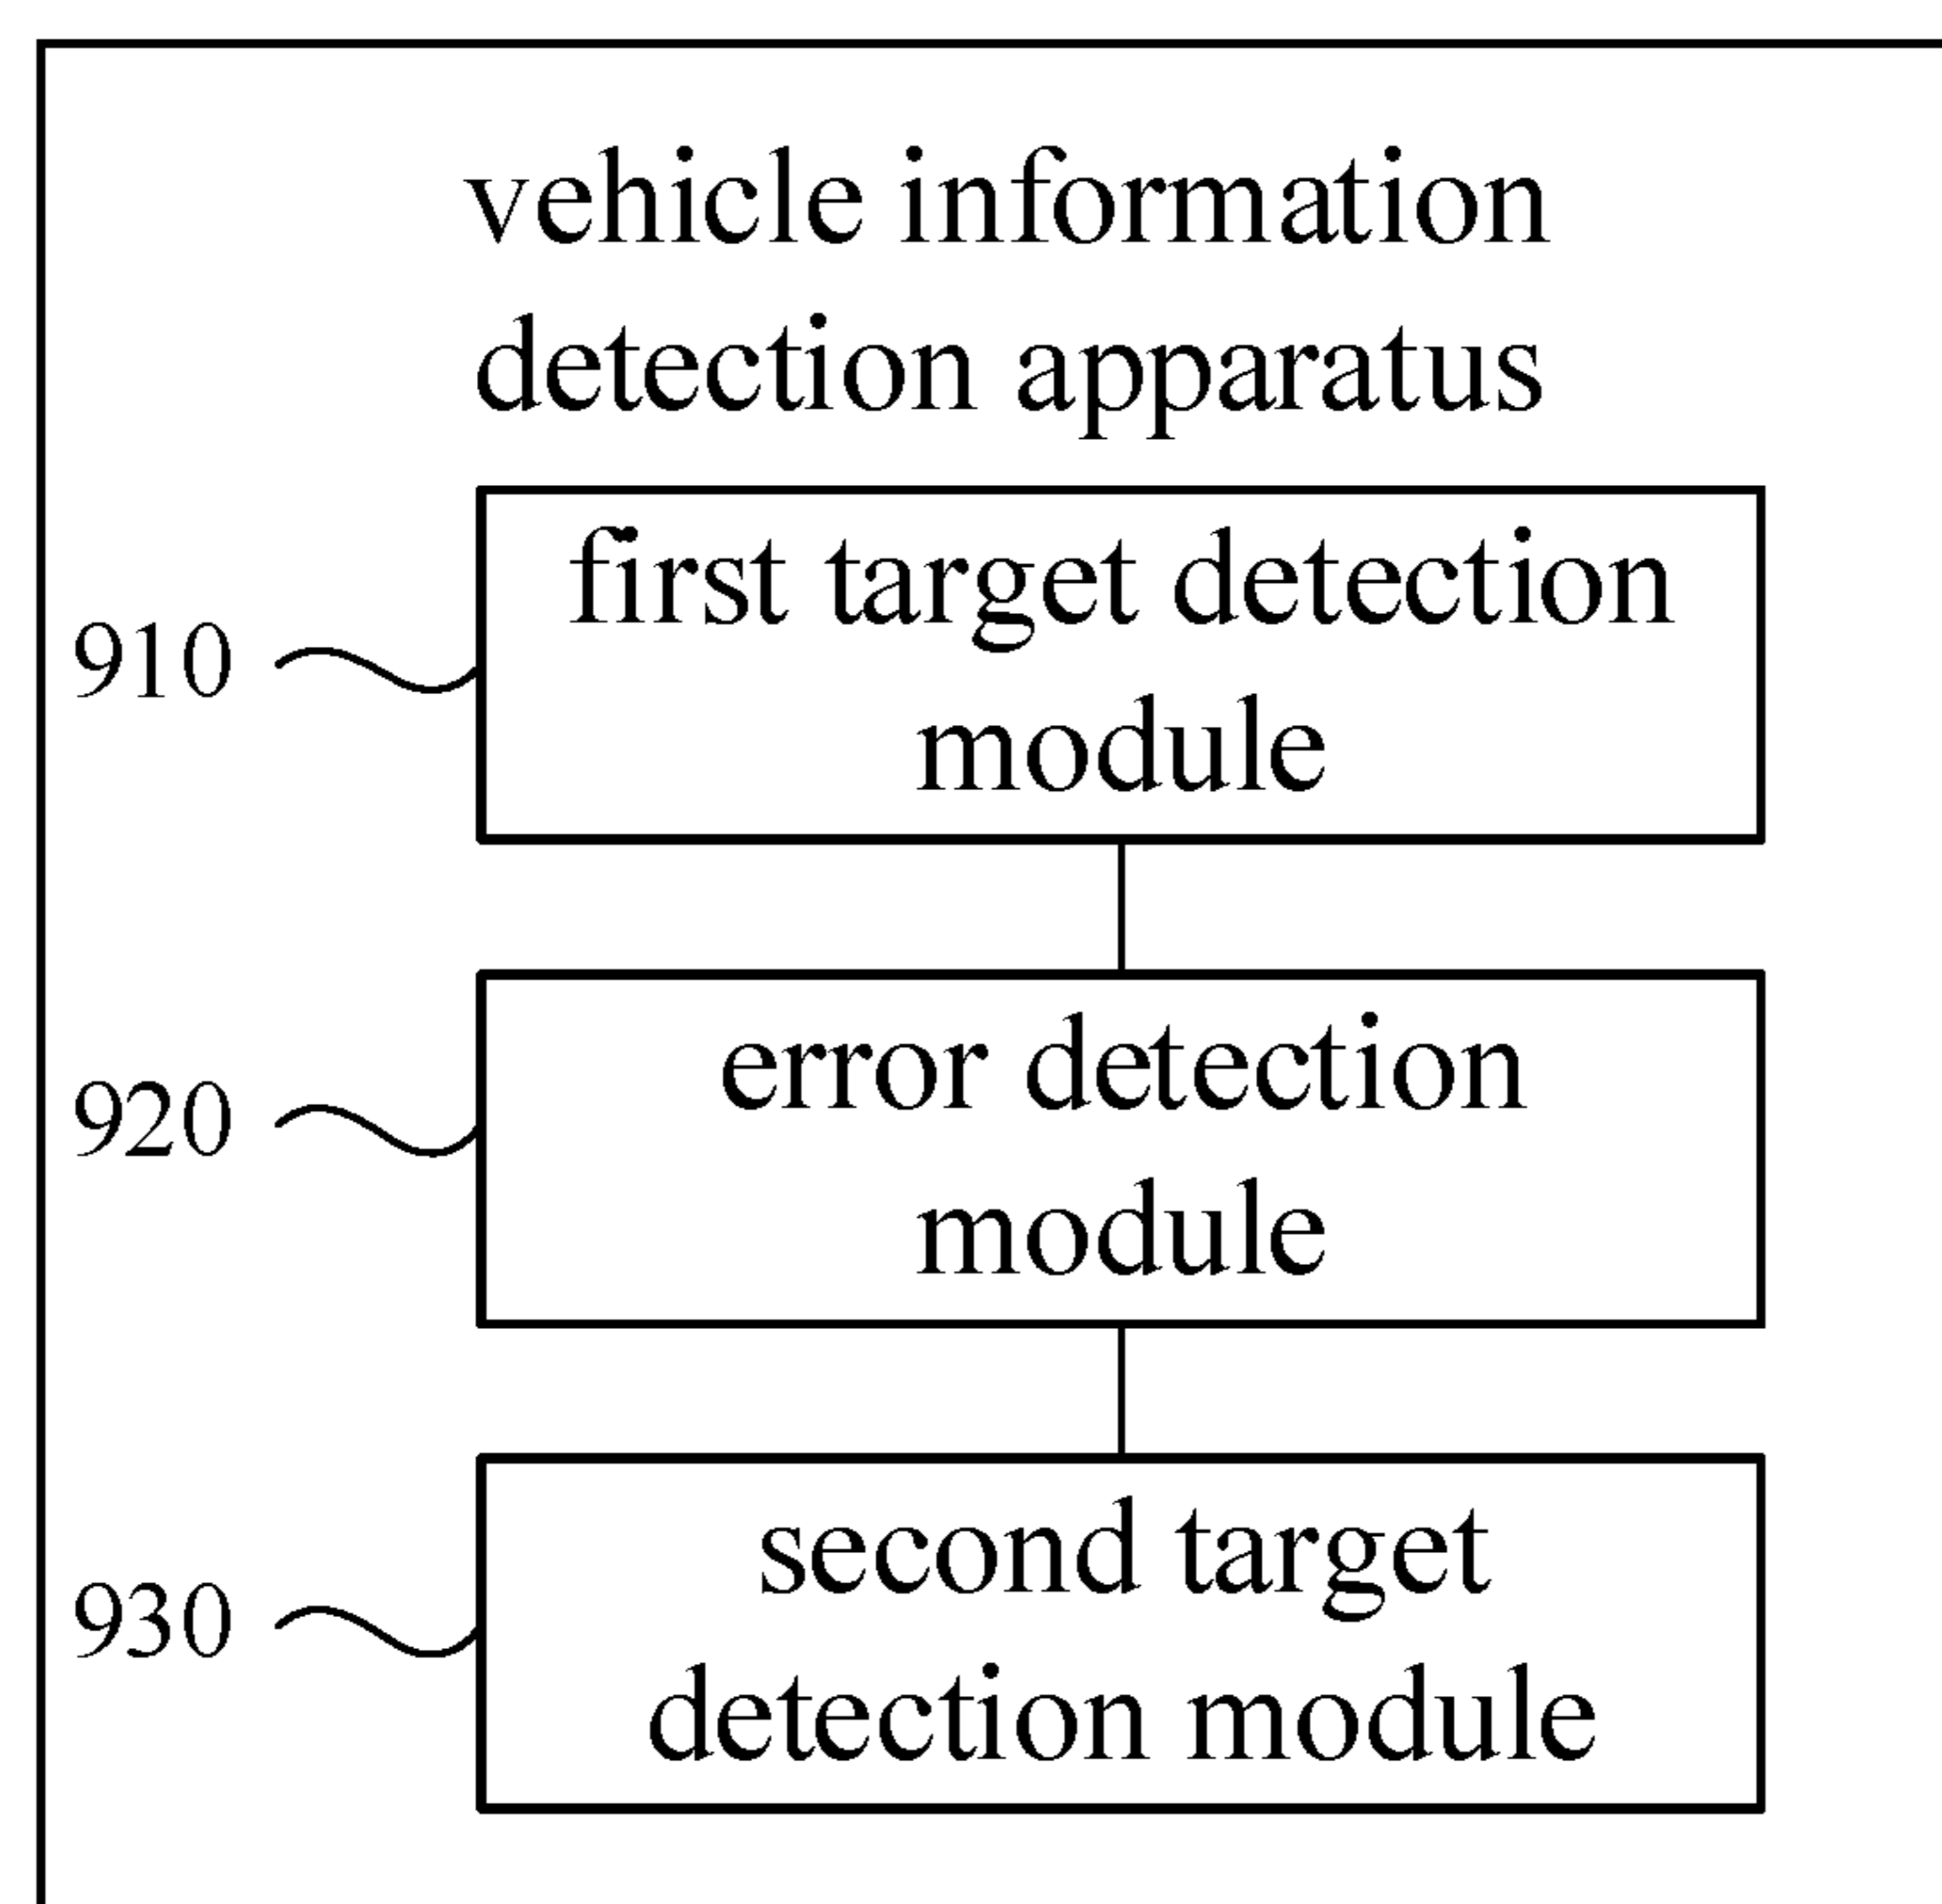 vehicle information
detection apparatus
first target detection
module
910
error detection
module
920
second target
detection module
930